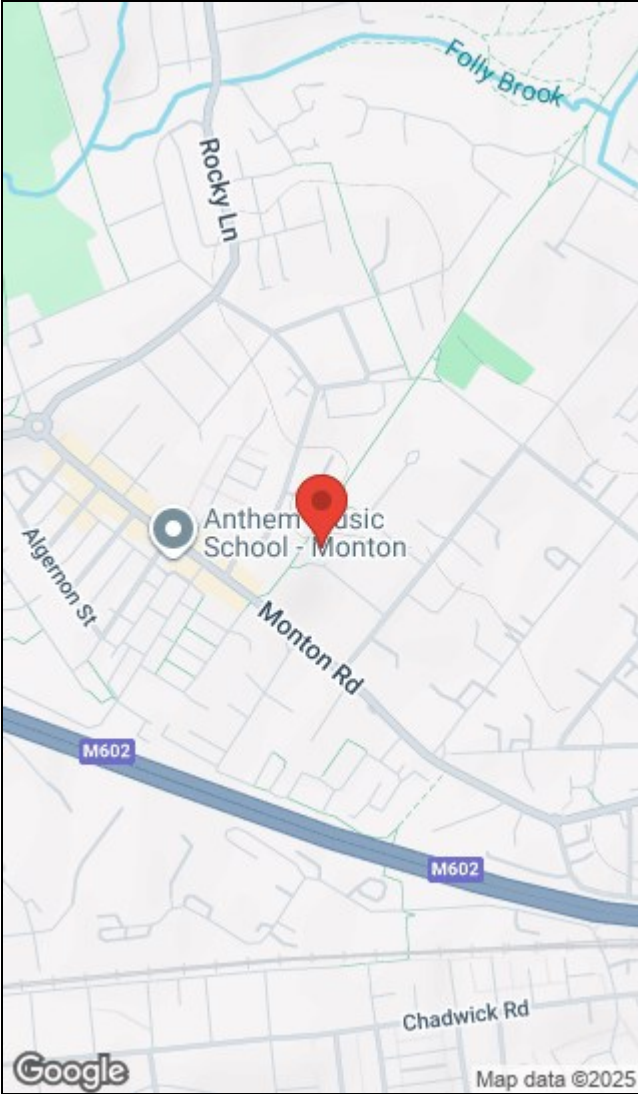 Folly Brook
Rocky Ln
Anthem Music
School - Monton
Algernon St
Monton Rd
M602
M602
Chadwick Rd
Google
Map data ©2025